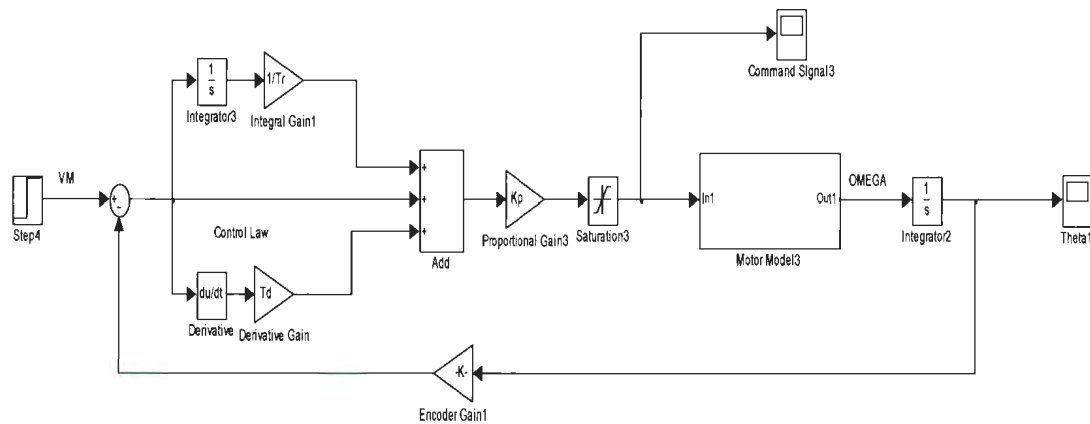 Command Signal3
1
s
Integrator3
1/Tr
Integral Gain1
VM
+
-
Step4
Control Law
+
+
+
Add
Kp
Proportional Gain3
Saturation3
In1
Out1
Motor Model3
OMEGA
1
s
Integrator2
Theta1
du/dt
Derivative
Td
Derivative Gain
-K-
Encoder Gain1